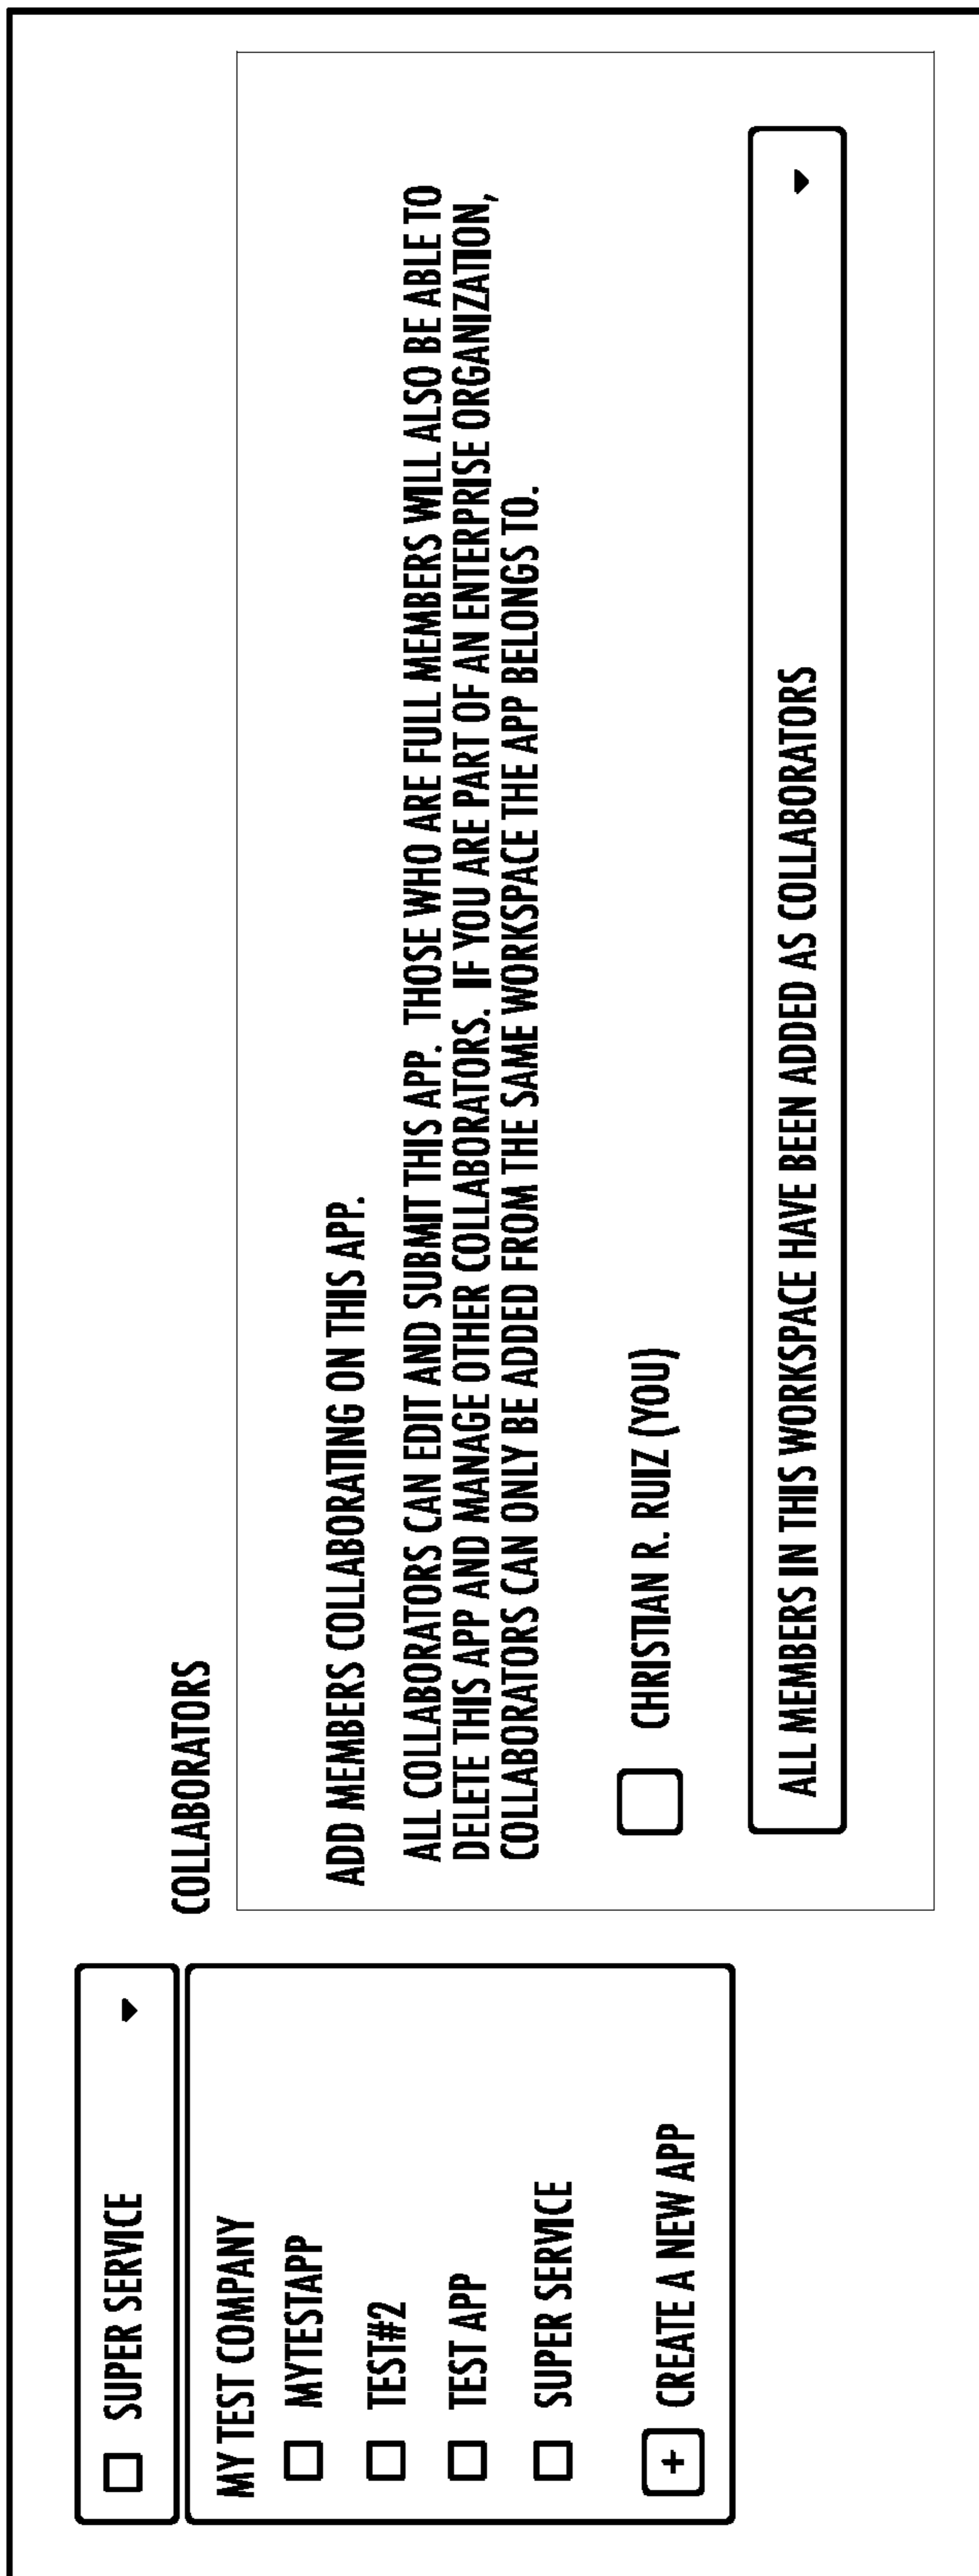 SUPER SERVICE
MY TEST COMPANY
MYTESTAPP
TEST#2
TEST APP
SUPER SERVICE
+ CREATE A NEW APP
COLLABORATORS
ADD MEMBERS COLLABORATING ON THIS APP.
ALL COLLABORATORS CAN EDIT AND SUBMIT THIS APP. THOSE WHO ARE FULL MEMBERS WILL ALSO BE ABLE TO
DELETE THIS APP AND MANAGE OTHER COLLABORATORS. IF YOU ARE PART OF AN ENTERPRISE ORGANIZATION,
COLLABORATORS CAN ONLY BE ADDED FROM THE SAME WORKSPACE THE APP BELONGS TO.
CHRISTIAN R. RUIZ (YOU)
ALL MEMBERS IN THIS WORKSPACE HAVE BEEN ADDED AS COLLABORATORS